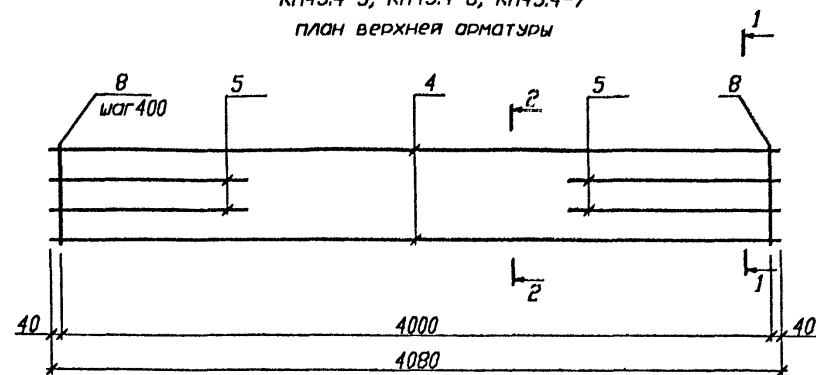 КП43.4-5, КП43.4-6, КП43.4-7
план верхней арматуры
1
8 5 4 2 5 8
шаг 400
2 1
40 4000 40
4080